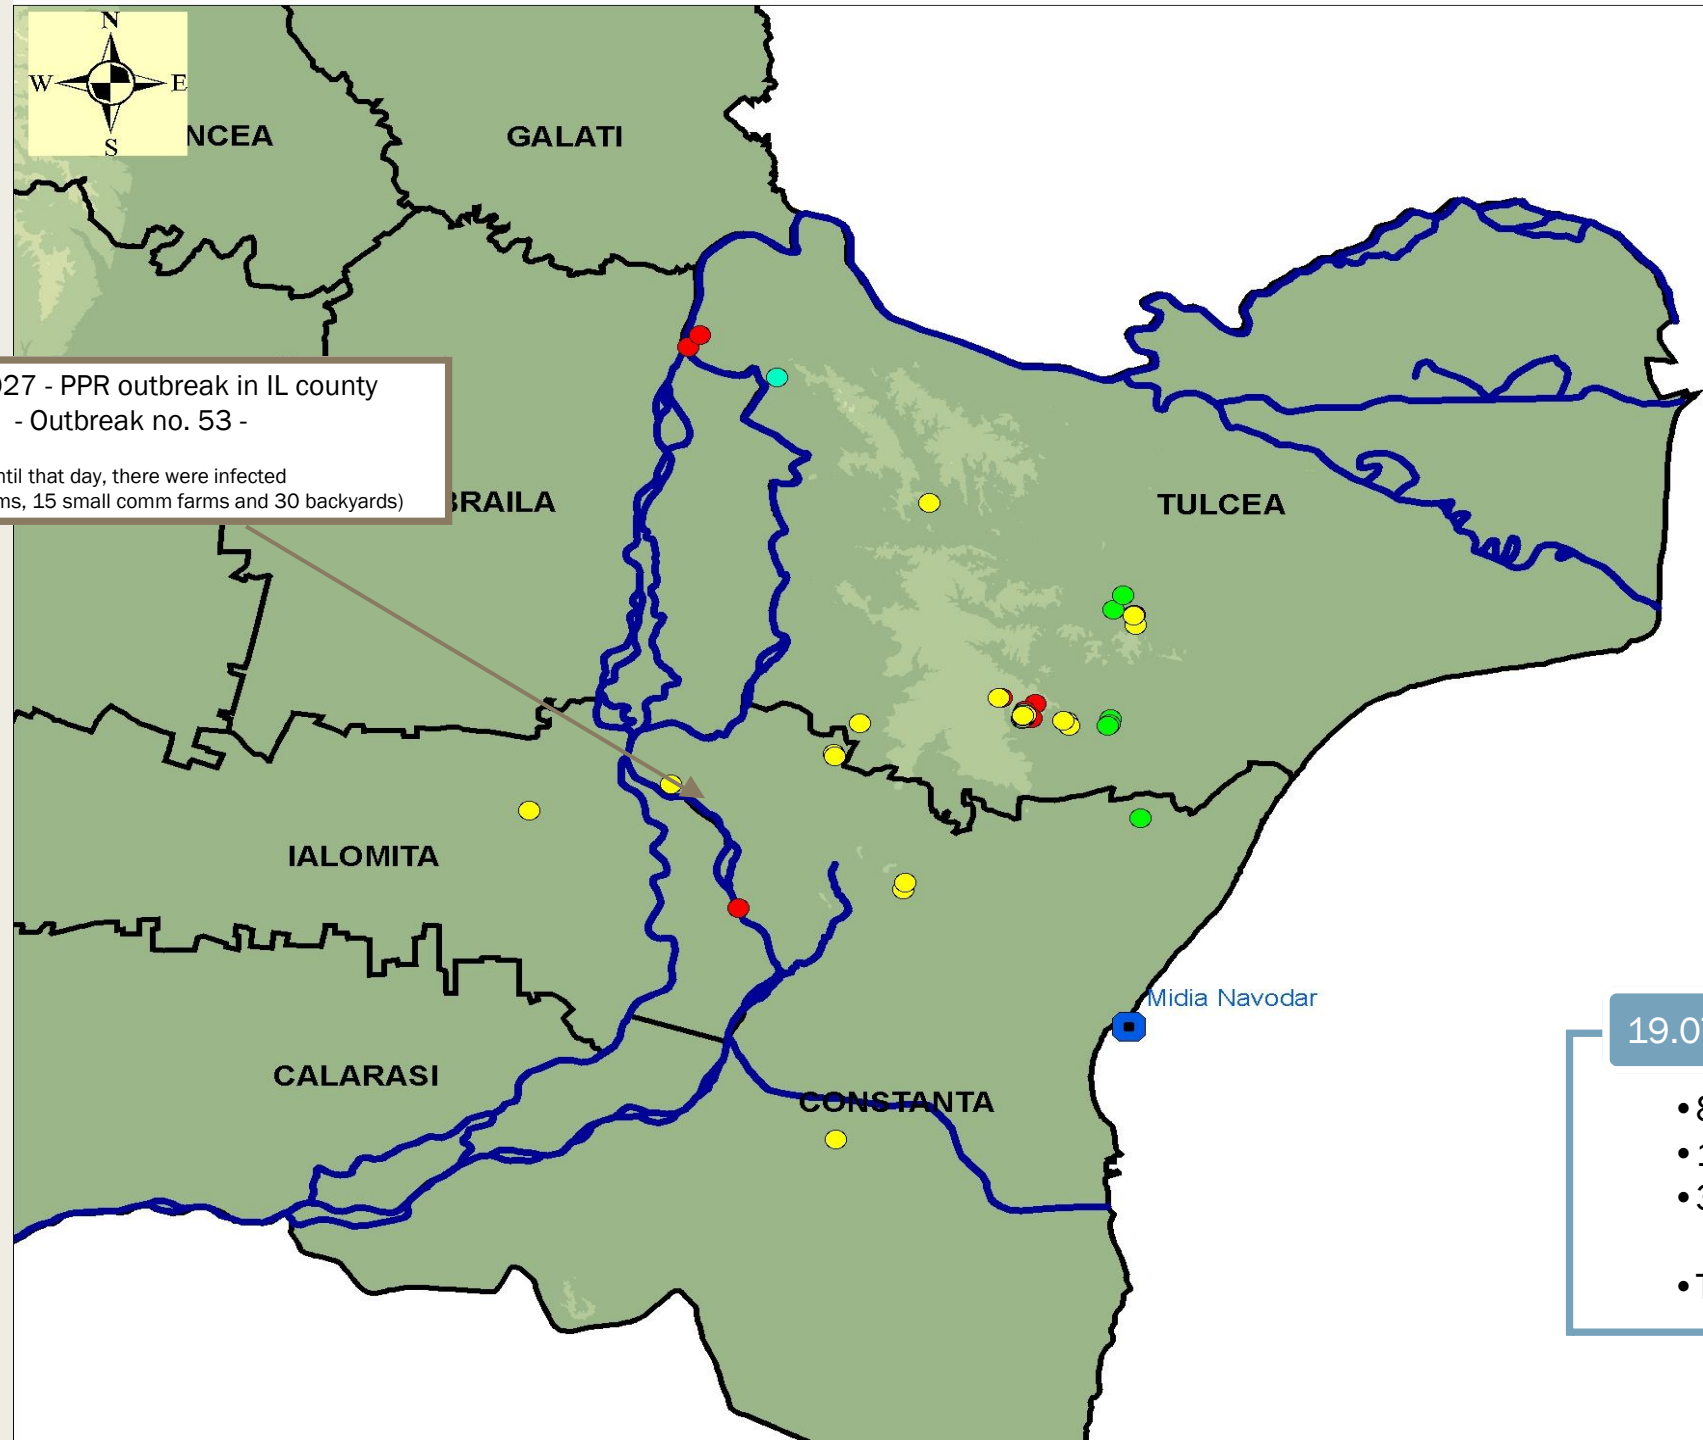 N
W E
S
NCEA
GALATI
027 - PPR outbreak in IL county
- Outbreak no. 53 -
ntil that day, there were infected
ms, 15 small comm farms and 30 backyards)
BRAILA
TULCEA
IALOMITA
Midia Navodar
19.07
CALARASI
CONSTANTA